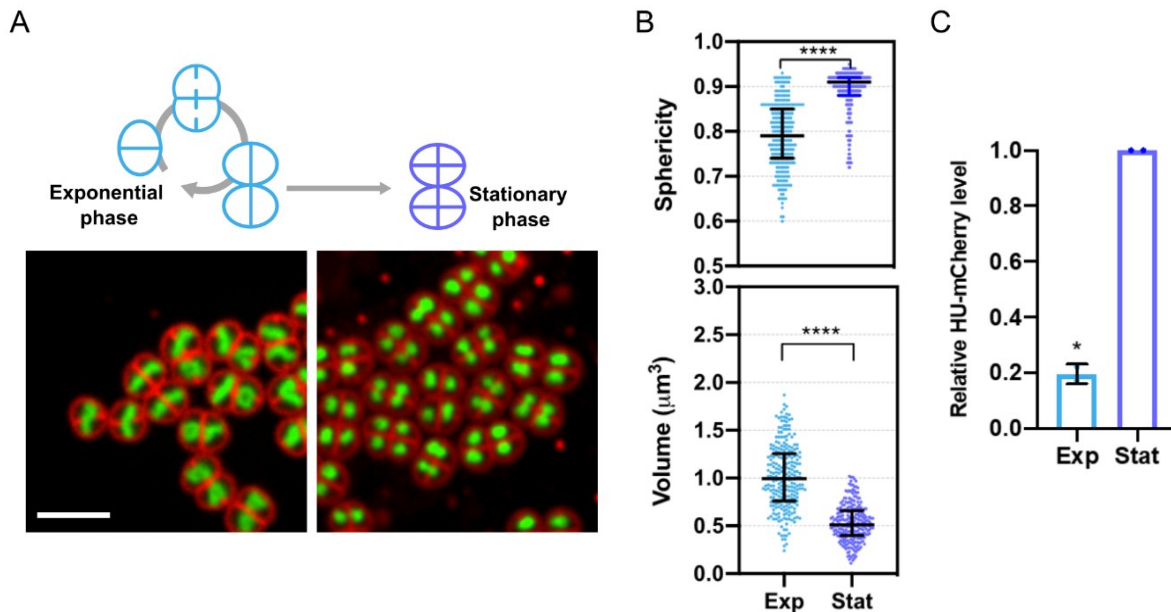 A
Exponential
phase
Stationary
phase
B
Sphericity
1.0
0.9
0.8
0.7
0.6
0.5
****
Volume (μm3)
3.0
2.5
2.0
1.5
1.0
0.5
0.0
****
Exp Stat
C
Relative HU-mCherry level
1.0
0.8
0.6
0.4
0.2
0.0
*
Exp Stat